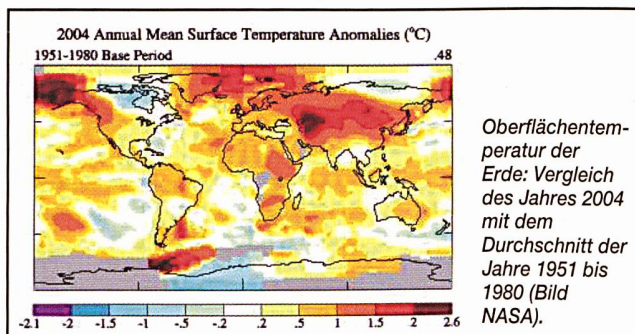 2004 Annual Mean Surface Temperature Anomalies (°C)
1951-1980 Base Period .48
-2.1 -2 -1.5 -1 -.5 -.2 .2 .5 1 1.5 2 2.6
Oberflächentem-
peratur der
Erde: Vergleich
des Jahres 2004
mit dem
Durchschnitt der
Jahre 1951 bis
1980 (Bild
NASA).